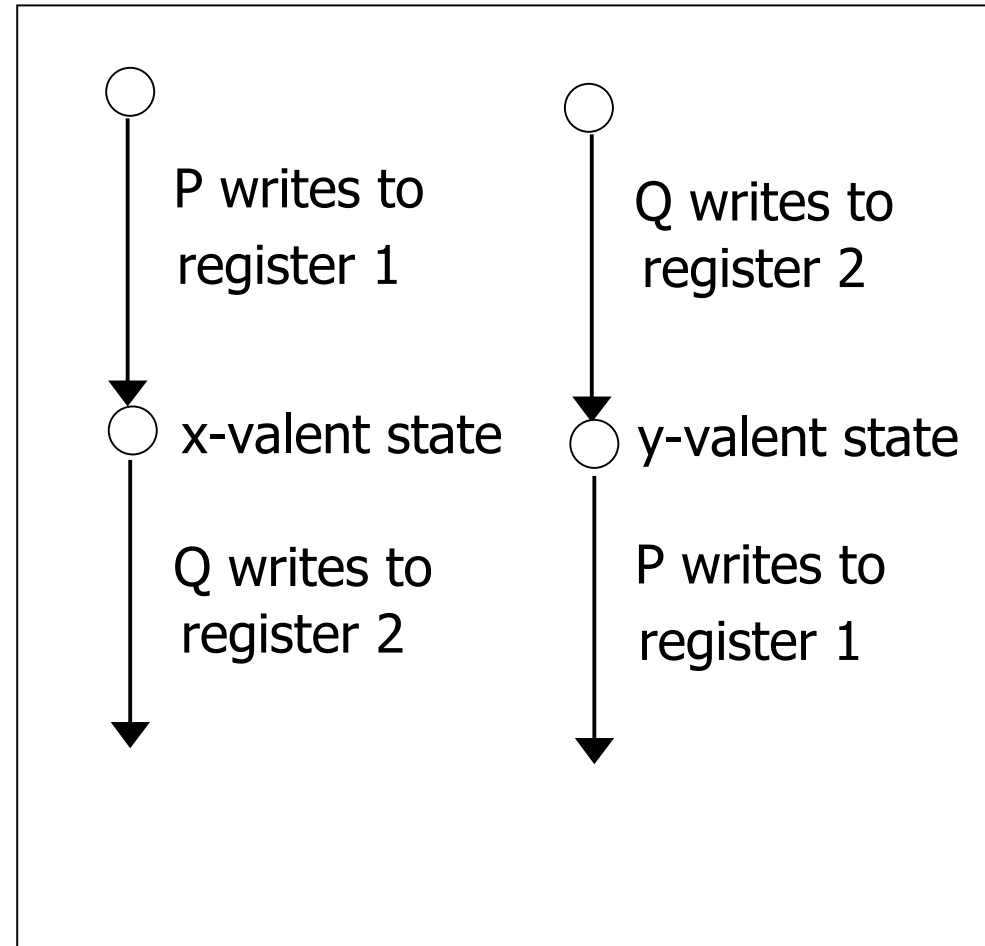 P writes to
register 1
x-valent state
Q writes to
register 2
Q writes to
register 2
y-valent state
P writes to
register 1